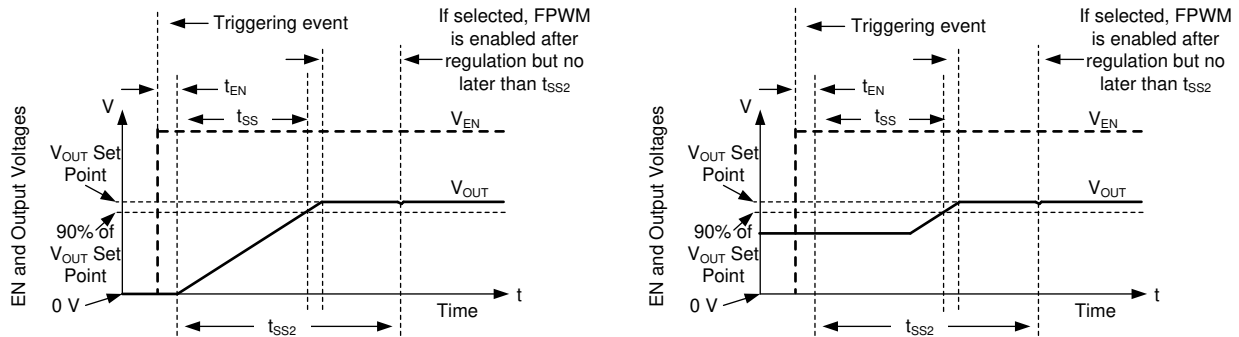 Triggering event
If selected, FPWM
is enabled after
regulation but no
later than tSS2
tEN
tSS
V
VEN
EN and Output Voltages
VOUT Set
Point
VOUT
90% of
VOUT Set
Point
0 V
t
Time
tSS2
Triggering event
If selected, FPWM
is enabled after
regulation but no
later than tSS2
tEN
tSS
V
VEN
EN and Output Voltages
VOUT Set
Point
VOUT
90% of
VOUT Set
Point
0 V
t
Time
tSS2